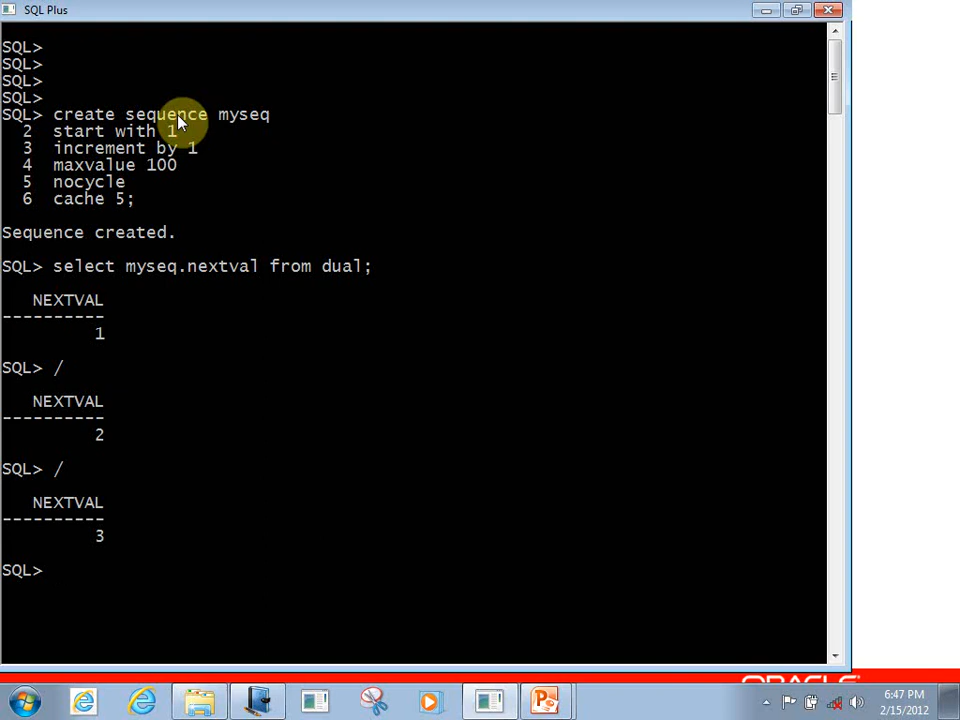 SQL Plus
SQL>
SQL>
SQL>
SQL>
SQL> create sequence myseq
2 start with 1
3 increment by 1
4 maxvalue 100
5 nocycle
6 cache 5;
Sequence created.
SQL> select myseq.nextval from dual;
NEXTVAL
----------
1
SQL> /
NEXTVAL
----------
2
SQL> /
NEXTVAL
----------
3
SQL>
6:47 PM
2/15/2012